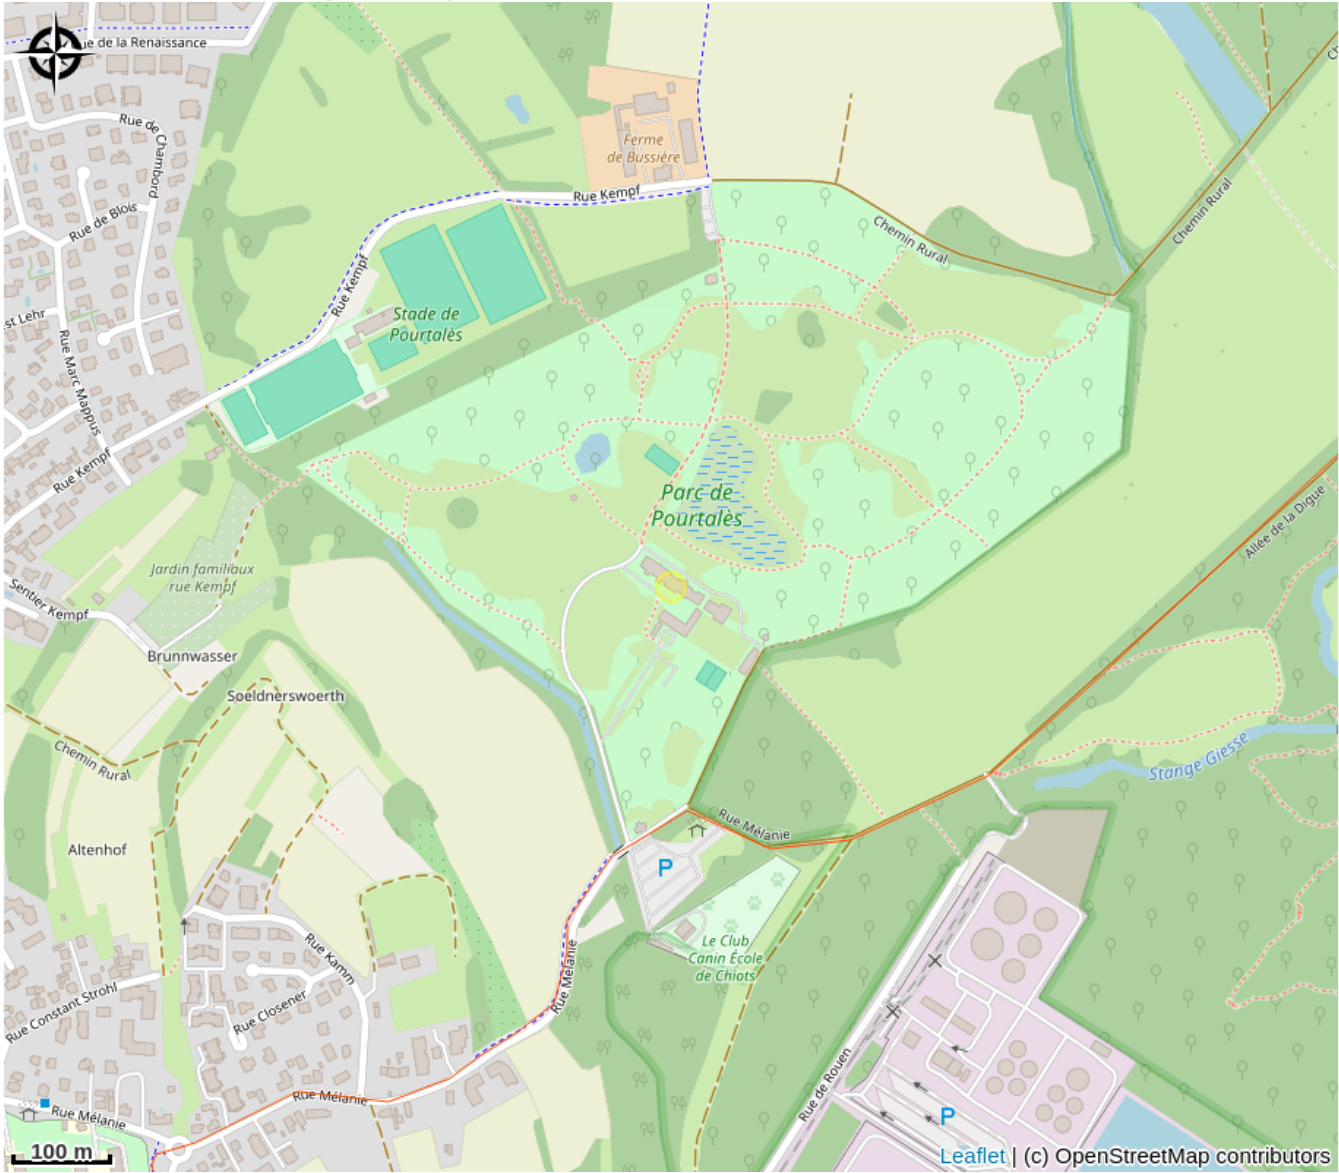 ue de la Renaissance
Rue de Chambord
Ferme
de Bussière
Rue Kempf
Rue de Blois
Chemin Rural
Chemin Rural
Rue Kempf
est Lehr
Stade de
Pourtalès
Rue Marc Mappus
Rue Kempf
Parc de
Pourtalès
Allée de la Digue
Jardin familiaux
rue Kempf
Sentier Kempf
Brunnwasser
Soeldnerswoerth
Chemin Rural
Stange Giesse
Rue Mélanie
Altenhof
P
Le Club
Canin École
de Chiots
Rue Kamm
Rue Mélanie
Rue Constant Strohl
Rue Closener
Rue de Rouen
Rue Mélanie
Rue Mélanie
P
100 m
Leaflet | (c) OpenStreetMap contributors